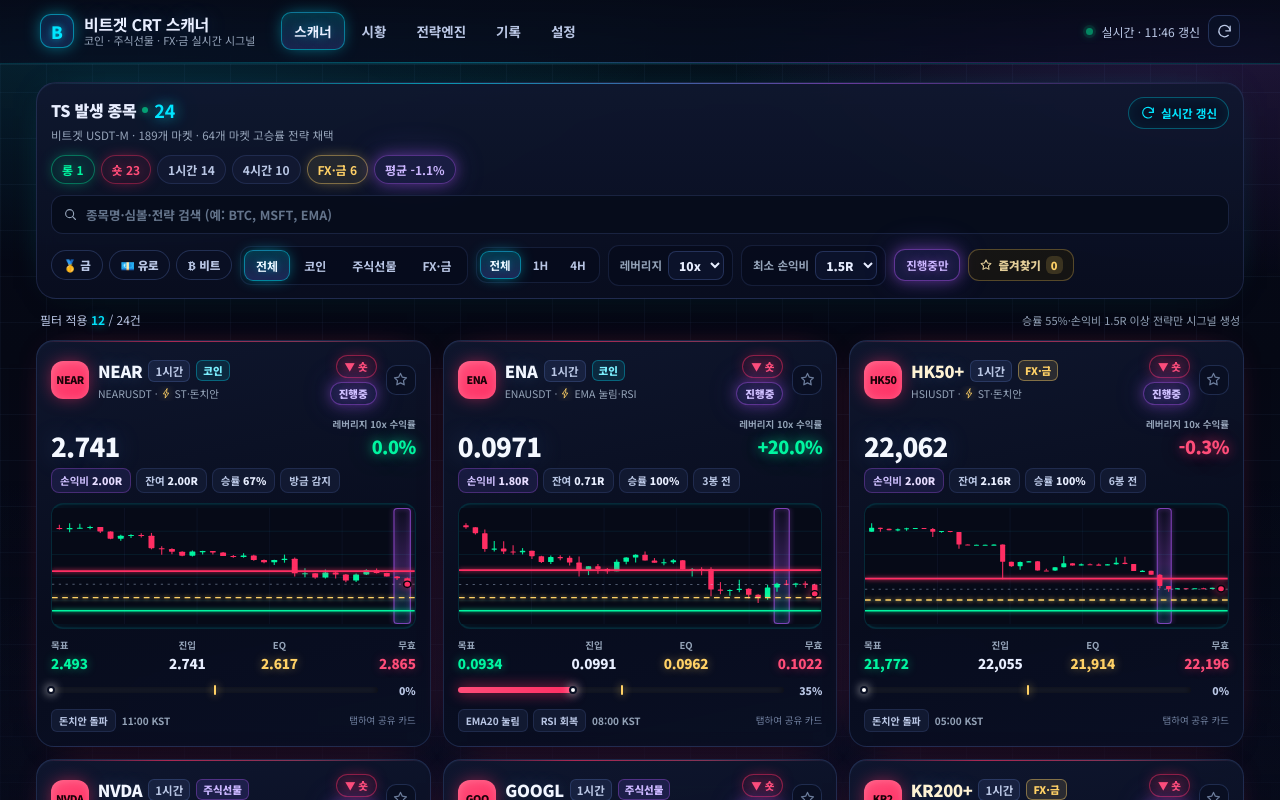 B 비트겟 CRT 스캐너
코인 · 주식선물 · FX·금 실시간 시그널
스캐너 시황 전략엔진 기록 설정
실시간 · 11:46 갱신
TS 발생 종목 24
실시간 갱신
비트겟 USDT-M · 189개 마켓 · 64개 마켓 고승률 전략 채택
롱 1 숏 23 1시간 14 4시간 10 FX·금 6 평균 -1.1%
종목명·심볼·전략 검색 (예: BTC, MSFT, EMA)
🥇 금 💶 유로 ₿ 비트 전체 코인 주식선물 FX·금 전체 1H 4H 레버리지 10x 최소 손익비 1.5R 진행중만 즐겨찾기 0
필터 적용 12 / 24건
승률 55%·손익비 1.5R 이상 전략만 시그널 생성
NEAR NEAR 1시간 코인 ▼ 숏
NEARUSDT · ⚡ ST·돈치안 진행중
레버리지 10x 수익률
2.741 0.0%
손익비 2.00R 잔여 2.00R 승률 67% 방금 감지
목표 진입 EQ 무효
2.493 2.741 2.617 2.865
0%
돈치안 돌파 11:00 KST 탭하여 공유 카드
ENA ENA 1시간 코인 ▼ 숏
ENAUSDT · ⚡ EMA 눌림·RSI 진행중
레버리지 10x 수익률
0.0971 +20.0%
손익비 1.80R 잔여 0.71R 승률 100% 3봉 전
목표 진입 EQ 무효
0.0934 0.0991 0.0962 0.1022
35%
EMA20 눌림 RSI 회복 08:00 KST 탭하여 공유 카드
HK50 HK50+ 1시간 FX·금 ▼ 숏
HSIUSDT · ⚡ ST·돈치안 진행중
레버리지 10x 수익률
22,062 -0.3%
손익비 2.00R 잔여 2.16R 승률 100% 6봉 전
목표 진입 EQ 무효
21,772 22,055 21,914 22,196
0%
돈치안 돌파 05:00 KST 탭하여 공유 카드
NVDA NVDA 1시간 주식선물 ▼ 숏
GOO GOOGL 1시간 주식선물 ▼ 숏
KR2 KR200+ 1시간 FX·금 ▼ 숏